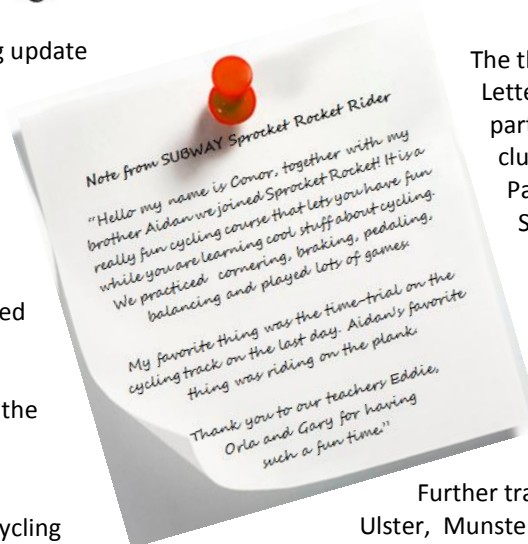 g update
ed
the
ycling
Note from SUBWAY Sprocket Rocket Rider
"Hello my name is Conor, together with my
brother Aidan we joined Sprocket Rocket! It is a
really fun cycling course that lets you have fun
while you are learning cool stuff about cycling.
We practiced cornering, braking, pedaling,
balancing and played lots of games.
My favorite thing was the time-trial on the
cycling track on the last day. Aidan's favorite
thing was riding on the plank.
Thank you to our teachers Eddie,
Orla and Gary for having
such a fun time."
The t
Lette
part
clu
Pa
S
Further tra
Ulster, Munste